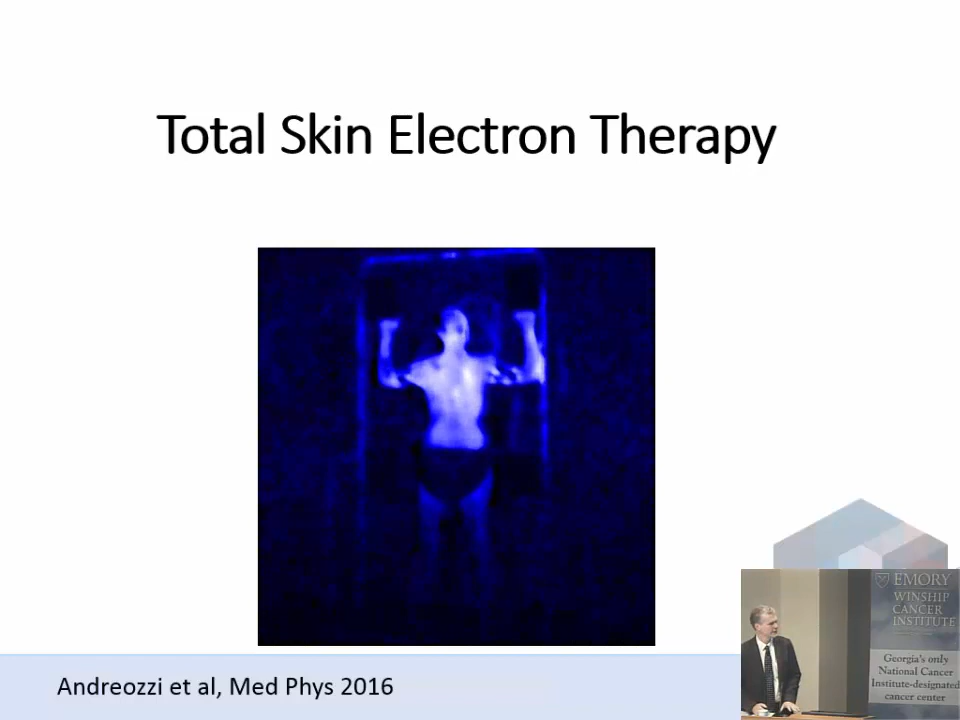 Total Skin Electron Therapy
EMORY
WINSHIP
CANCER
INSTITUTE
Georgia's only
National Cancer
Institute-designated
cancer center
Andreozzi et al, Med Phys 2016